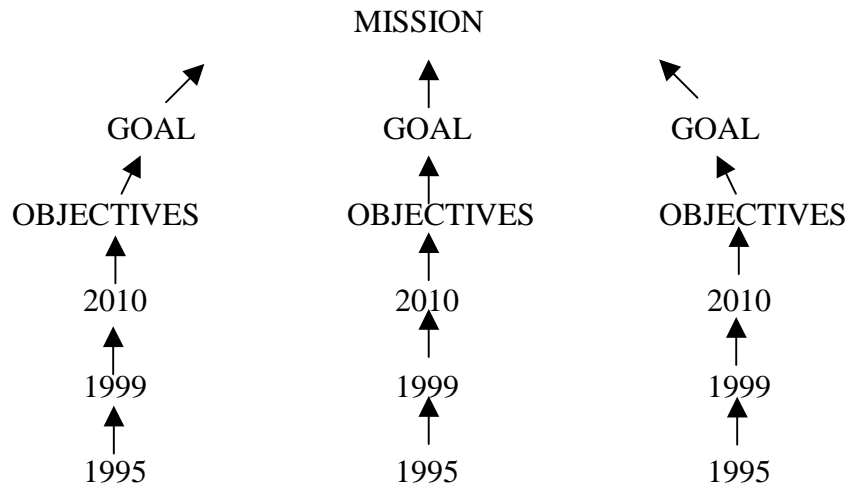 MISSION
GOAL GOAL GOAL
OBJECTIVES OBJECTIVES OBJECTIVES
2010 2010 2010
1999 1999 1999
1995 1995 1995